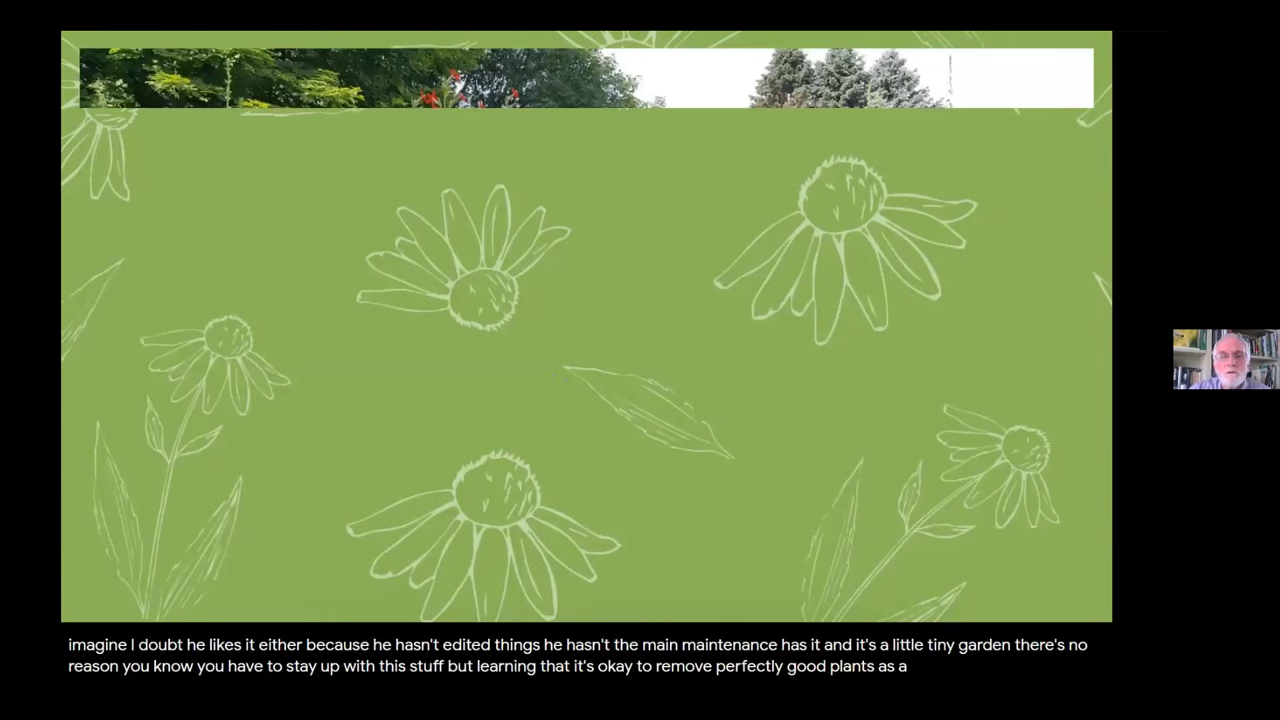 imagine I doubt he likes it either because he hasn't edited things he hasn't the main maintenance has it and it's a little tiny garden there's no
reason you know you have to stay up with this stuff but learning that it's okay to remove perfectly good plants as a